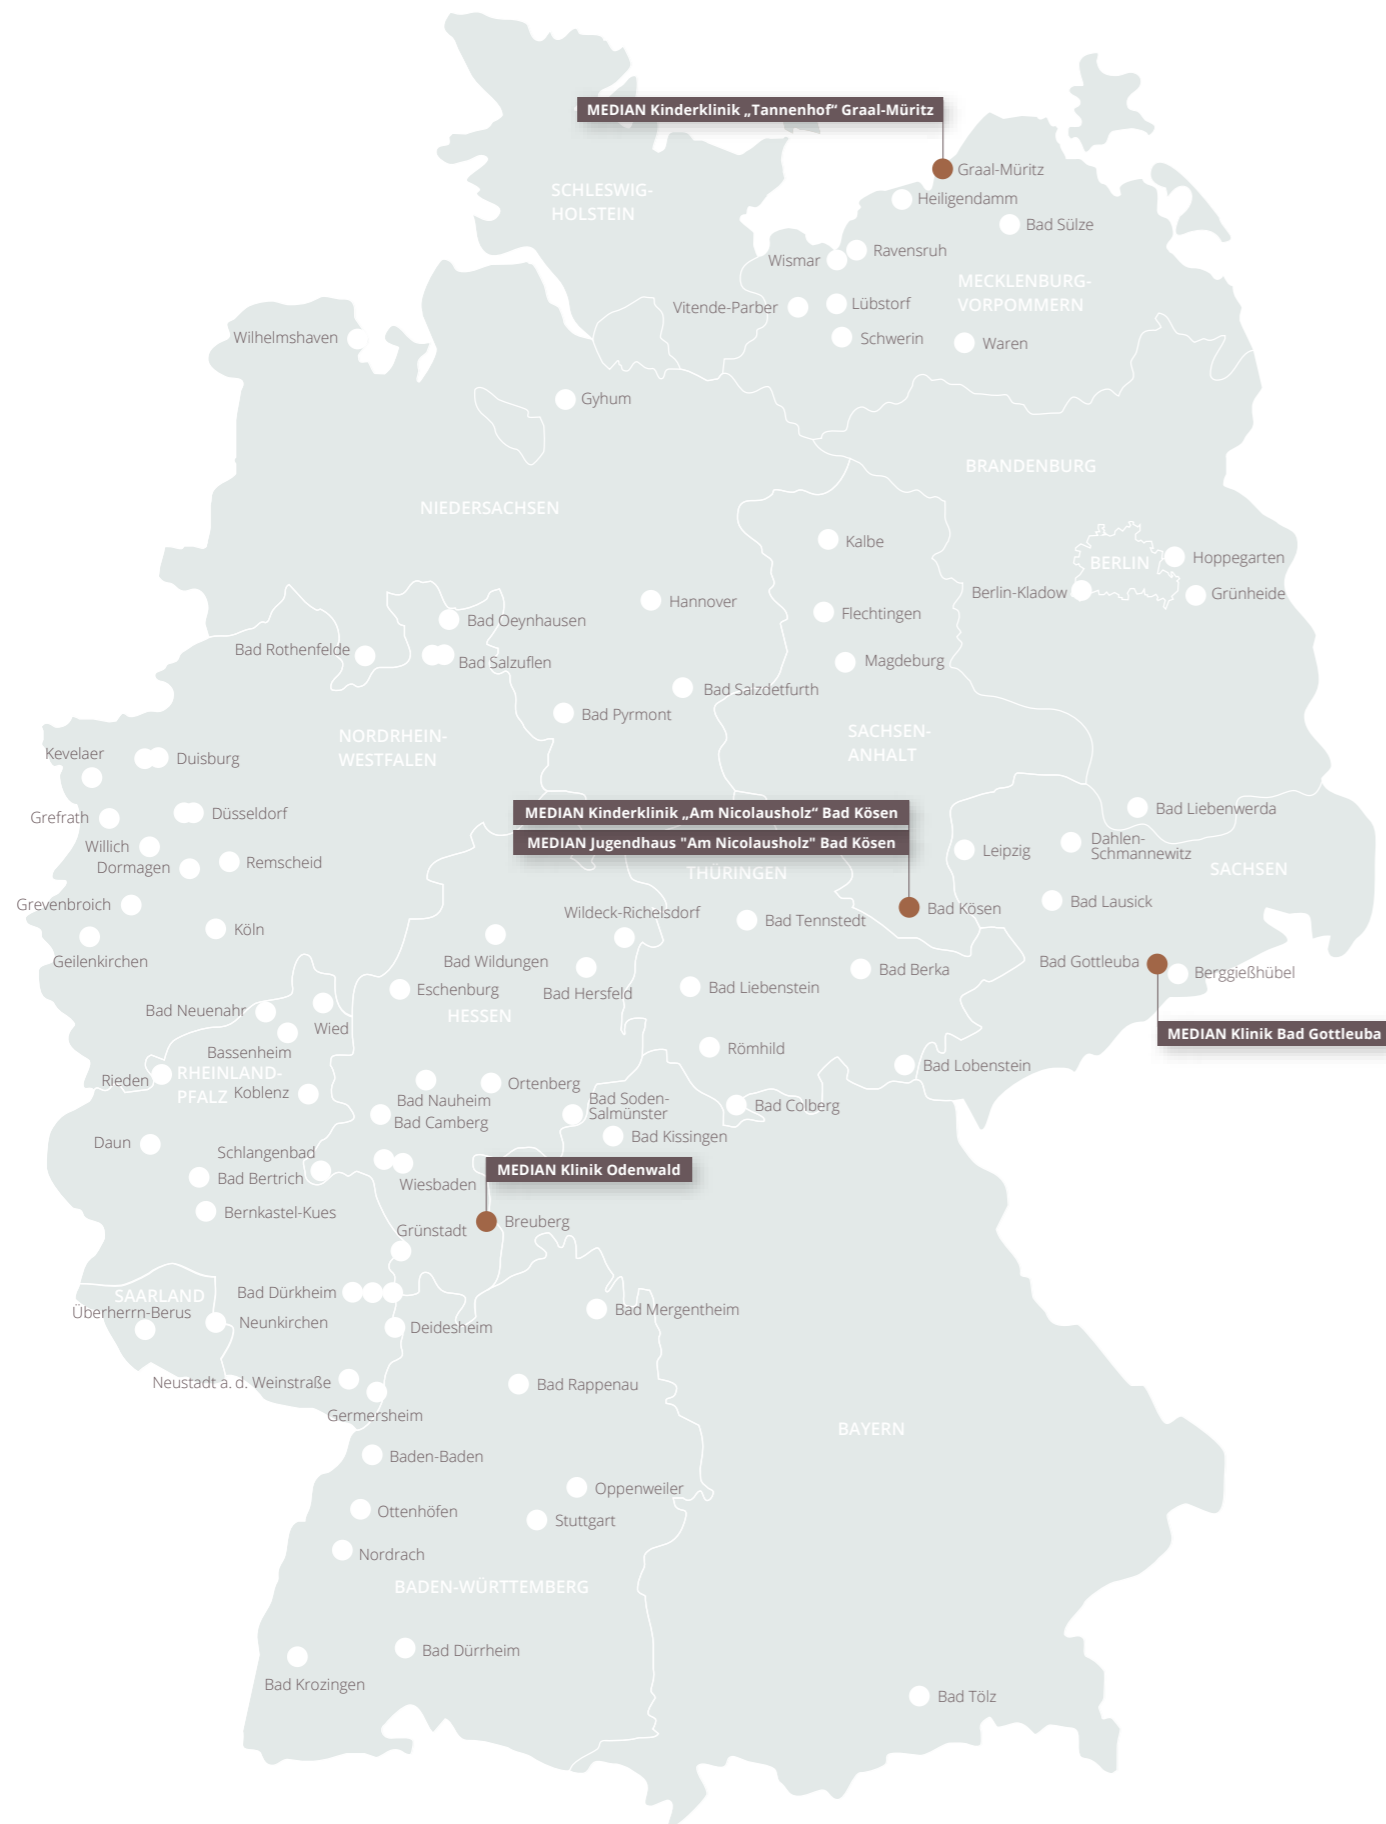 MEDIAN Kinderklinik „Tannenhof“ Graal-Müritz
Graal-Müritz
SCHLESWIG-
HOLSTEIN
Heiligendamm
Bad Sülze
Ravensruh
Wismar
MECKLENBURG-
VORPOMMERN
Vitende-Parber
Lübstorf
Wilhelmshaven
Schwerin
Waren
Gyhum
BRANDENBURG
NIEDERSACHSEN
Kalbe
Hoppegarten
BERLIN
Berlin-Kladow
Grünheide
Hannover
Flechtingen
Bad Oeynhausen
Bad Rothenfelde
Bad Salzuflen
Magdeburg
Bad Salzdetfurth
Bad Pyrmont
NORDRHEIN-
WESTFALEN
SACHSEN-
ANHALT
Kevelaer
Duisburg
Bad Liebenwerda
MEDIAN Kinderklinik „Am Nicolausholz“ Bad Kösen
Grefrath
Düsseldorf
MEDIAN Jugendhaus "Am Nicolausholz" Bad Kösen
Dahlen-
Schmannewitz
Willich
Leipzig
Dormagen
Remscheid
THÜRINGEN
SACHSEN
Bad Lausick
Grevenbroich
Bad Kösen
Wildeck-Richelsdorf
Bad Tennstedt
Köln
Geilenkirchen
Bad Wildungen
Bad Gottleuba
Bad Berka
Berggießhübel
Eschenburg
Bad Hersfeld
Bad Liebenstein
Bad Neuenahr
HESSEN
Wied
MEDIAN Klinik Bad Gottleuba
Bassenheim
Römhild
Bad Lobenstein
Rieden
RHEINLAND-
PFALZ
Koblenz
Ortenberg
Bad Nauheim
Bad Soden-
Salmünster
Bad Colberg
Bad Camberg
Bad Kissingen
Daun
Schlangenbad
MEDIAN Klinik Odenwald
Bad Bertrich
Wiesbaden
Bernkastel-Kues
Breuberg
Grünstadt
SAARLAND
Bad Dürkheim
Überherrn-Berus
Neunkirchen
Bad Mergentheim
Deidesheim
Neustadt a. d. Weinstraße
Bad Rappenau
Germersheim
BAYERN
Baden-Baden
Oppenweiler
Ottenhöfen
Stuttgart
Nordrach
BADEN-WÜRTTEMBERG
Bad Dürrheim
Bad Krozingen
Bad Tölz